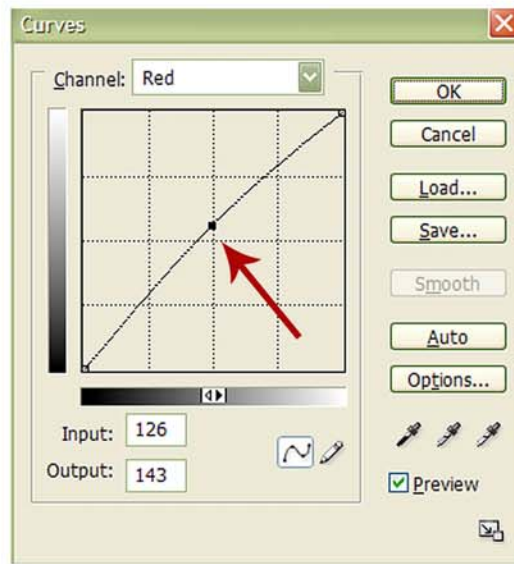 Curves
Channel: Red
OK
Cancel
Load...
Save...
Smooth
Auto
Options...
Input: 126
Output: 143
Preview